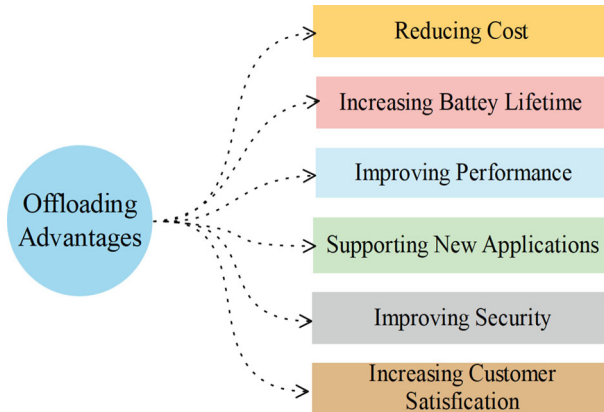 Offloading
Advantages
Reducing Cost
Increasing Battey Lifetime
Improving Performance
Supporting New Applications
Improving Security
Increasing Customer
Satisfication